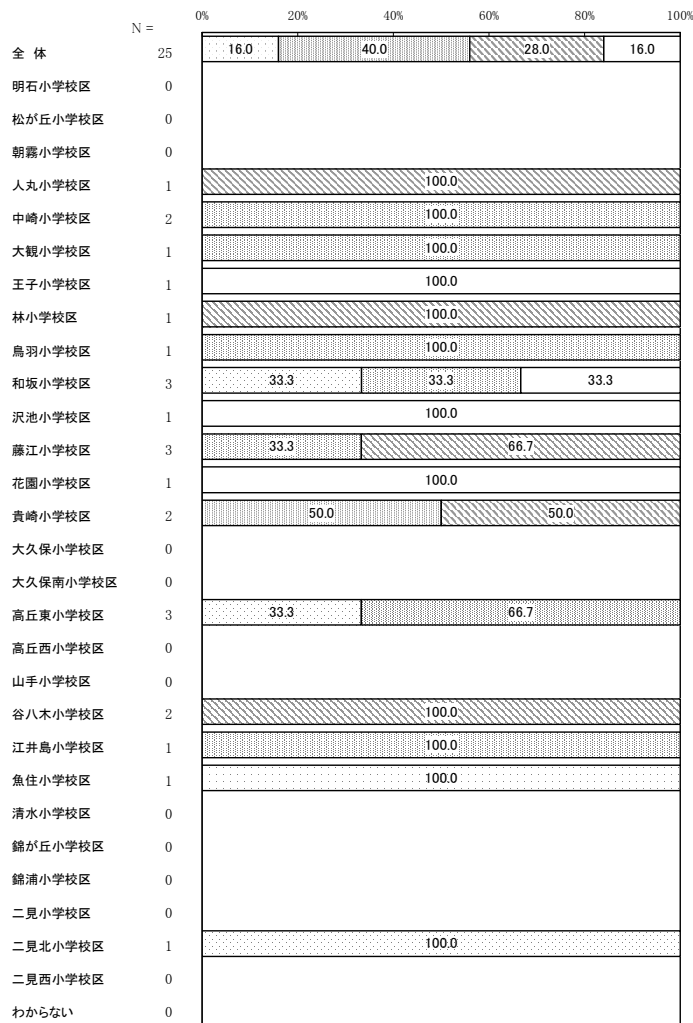 0% 20% 40% 60% 80% 100%
N =
全 体 25 16.0 40.0 28.0 16.0
明石小学校区 0
松が丘小学校区 0
朝霧小学校区 0
人丸小学校区 1 100.0
中崎小学校区 2 100.0
大観小学校区 1 100.0
王子小学校区 1 100.0
林小学校区 1 100.0
鳥羽小学校区 1 100.0
和坂小学校区 3 33.3 33.3 33.3
沢池小学校区 1 100.0
藤江小学校区 3 33.3 66.7
花園小学校区 1 100.0
貴崎小学校区 2 50.0 50.0
大久保小学校区 0
大久保南小学校区 0
高丘東小学校区 3 33.3 66.7
高丘西小学校区 0
山手小学校区 0
谷八木小学校区 2 100.0
江井島小学校区 1 100.0
魚住小学校区 1 100.0
清水小学校区 0
錦が丘小学校区 0
錦浦小学校区 0
二見小学校区 0
二見北小学校区 1 100.0
二見西小学校区 0
わからない 0